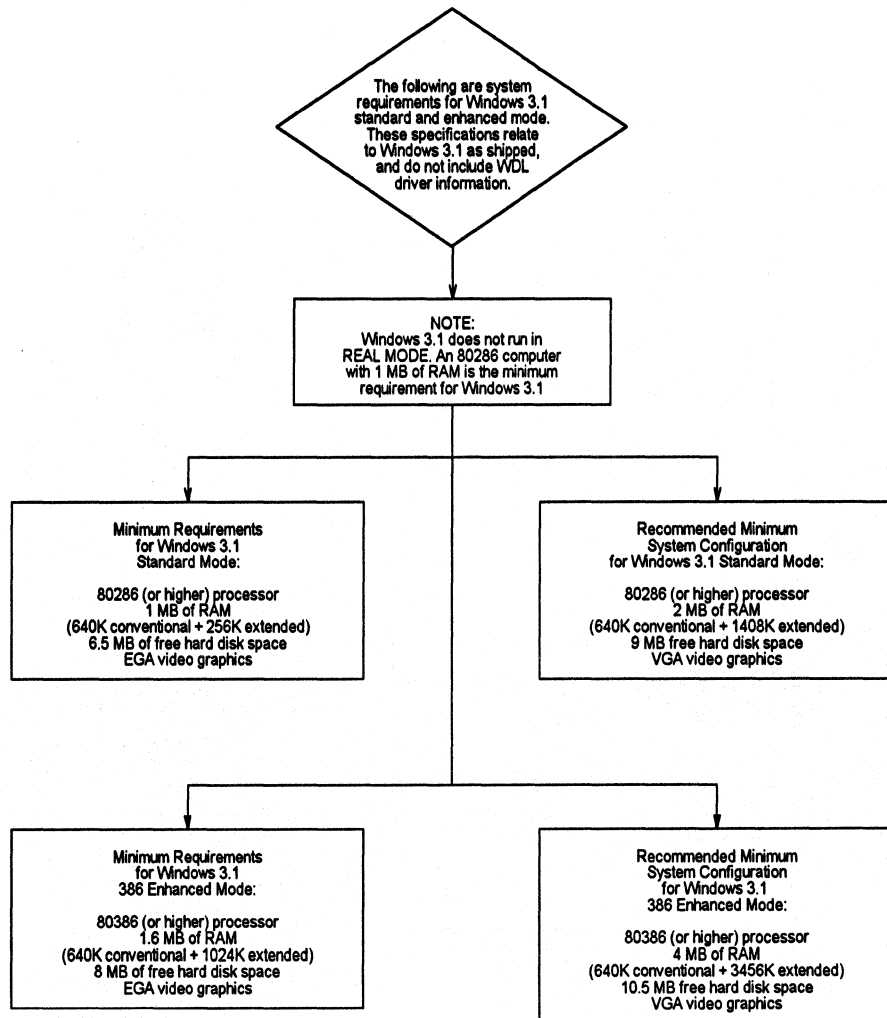 The following are system
requirements for Windows 3.1
standard and enhanced mode.
These specifications relate
to Windows 3.1 as shipped,
and do not include WDL
driver information.
NOTE:
Windows 3.1 does not run in
REAL MODE. An 80286 computer
with 1 MB of RAM is the minimum
requirement for Windows 3.1
Minimum Requirements
for Windows 3.1
Standard Mode:
80286 (or higher) processor
1 MB of RAM
(640K conventional + 256K extended)
6.5 MB of free hard disk space
EGA video graphics
Recommended Minimum
System Configuration
for Windows 3.1 Standard Mode:
80286 (or higher) processor
2 MB of RAM
(640K conventional + 1408K extended)
9 MB free hard disk space
VGA video graphics
Minimum Requirements
for Windows 3.1
386 Enhanced Mode:
80386 (or higher) processor
1.6 MB of RAM
(640K conventional + 1024K extended)
8 MB of free hard disk space
EGA video graphics
Recommended Minimum
System Configuration
for Windows 3.1
386 Enhanced Mode:
80386 (or higher) processor
4 MB of RAM
(640K conventional + 3456K extended)
10.5 MB free hard disk space
VGA video graphics